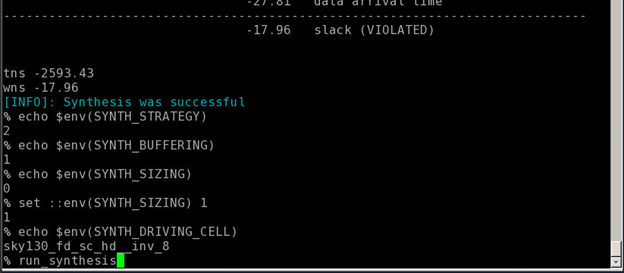 -27.81   data arrival time
-----------------------------------------------------------------------------
-17.96   slack (VIOLATED)
tns -2593.43
wns -17.96
[INFO]: Synthesis was successful
% echo $env(SYNTH_STRATEGY)
2
% echo $env(SYNTH_BUFFERING)
1
% echo $env(SYNTH_SIZING)
0
% set ::env(SYNTH_SIZING) 1
1
% echo $env(SYNTH_DRIVING_CELL)
sky130_fd_sc_hd__inv_8
% run_synthesis